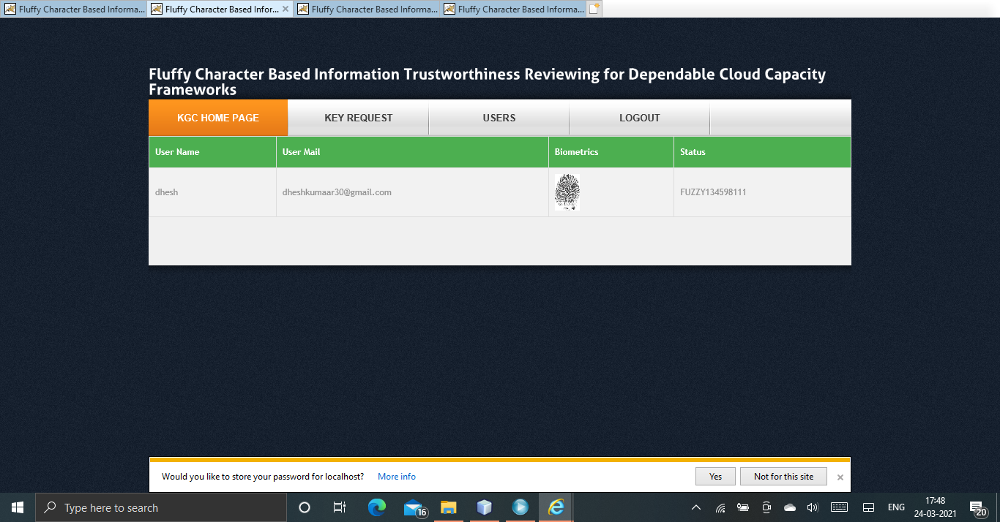 Fluffy Character Based Informa...
Fluffy Character Based Infor...
Fluffy Character Based Informa...
Fluffy Character Based Informa...
Fluffy Character Based Information Trustworthiness Reviewing for Dependable Cloud Capacity
Frameworks
KGC HOME PAGE KEY REQUEST USERS LOGOUT
User Name User Mail Biometrics Status
dhesh dheshkumaar30@gmail.com FUZZY134598111
Would you like to store your password for localhost? More info Yes Not for this site
Type here to search 16 ENG 17:48
24-03-2021 20